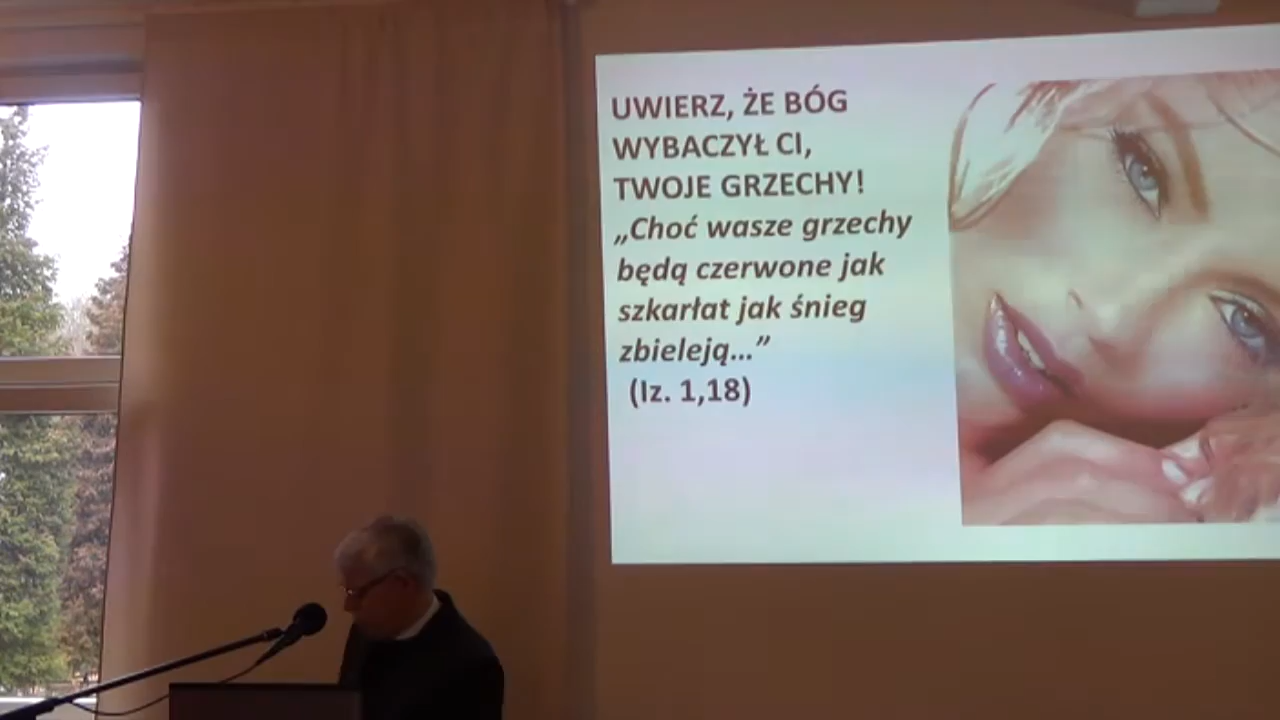 UWIERZ, ŻE BÓG
WYBACZYŁ CI,
TWOJE GRZECHY!
„Choć wasze grzechy
będą czerwone jak
szkarłat jak śnieg
zbieleją...”
(Iz. 1,18)